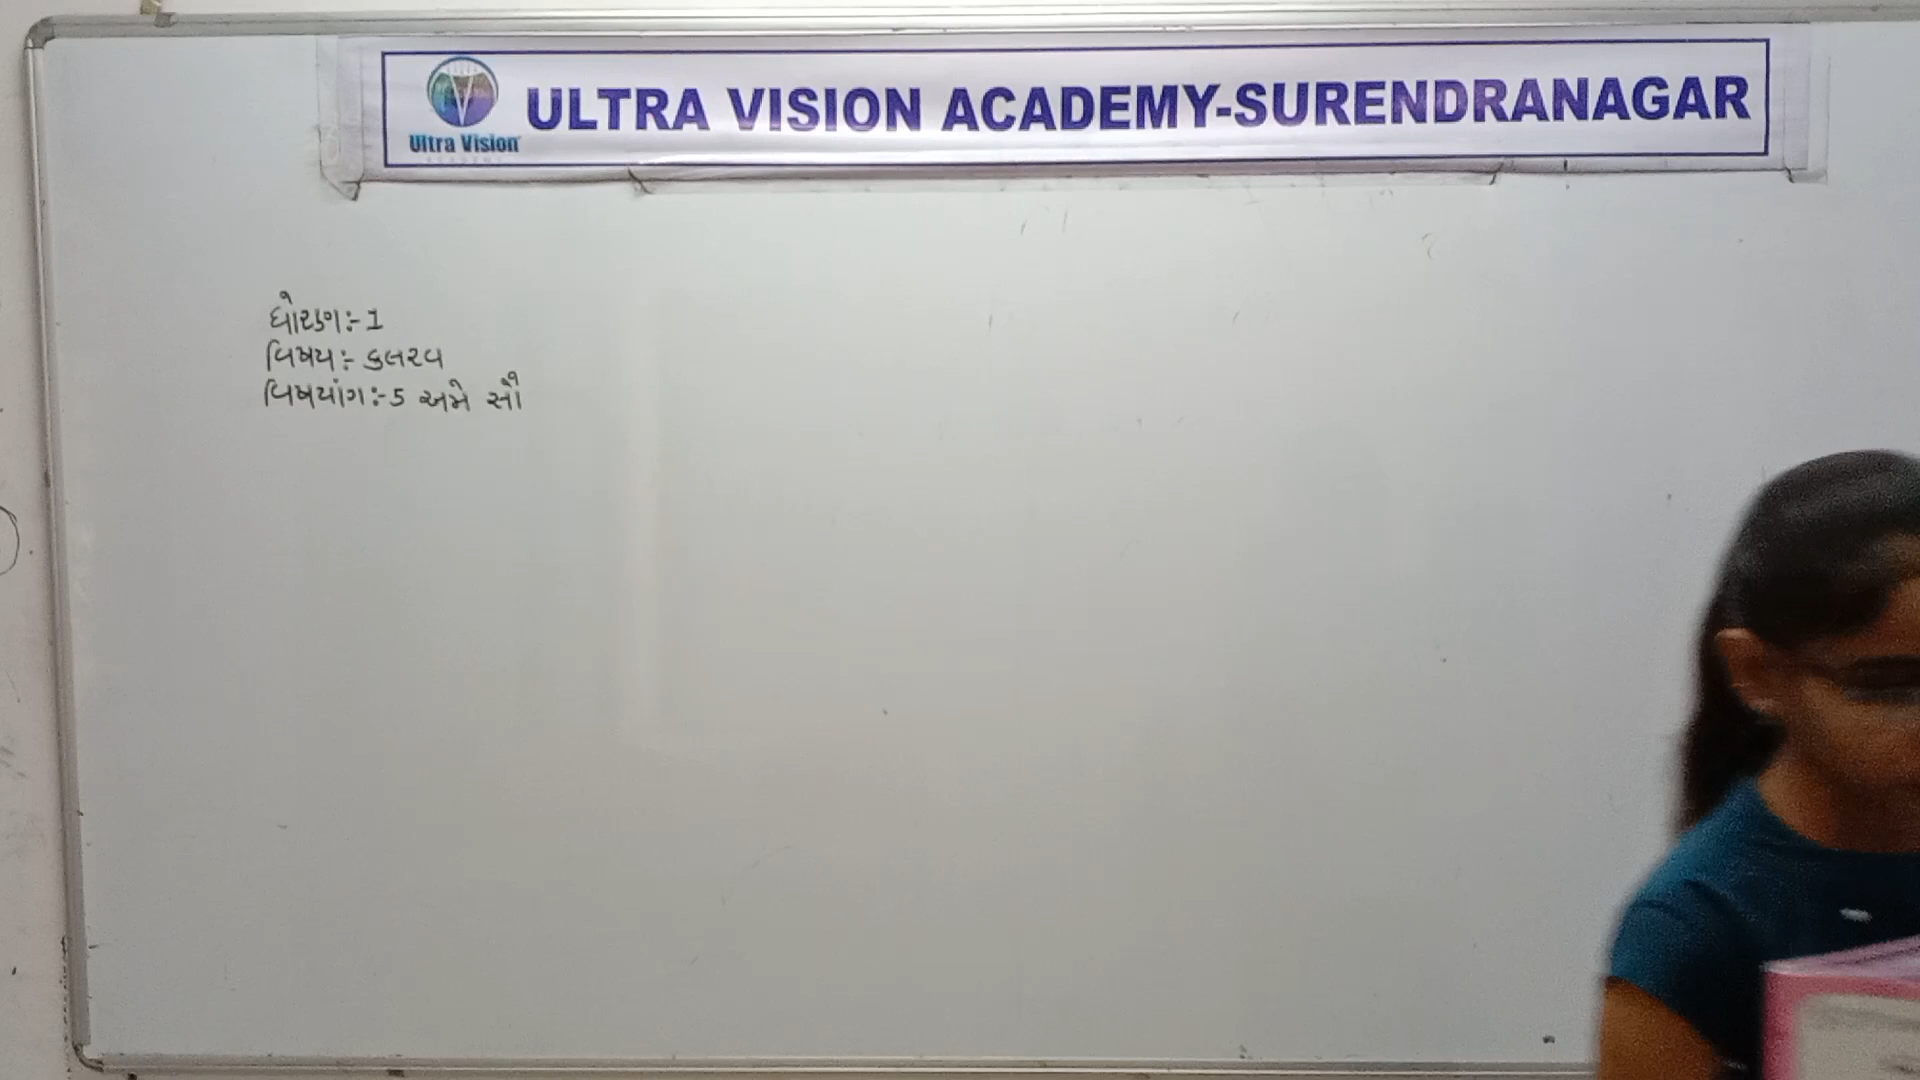 ULTRA VISION ACADEMY-SURENDRANAGAR
Ultra Vision
ધોરણ:- 1
વિષય:- કલરવ
વિષયાંગ:- 5 અમે સૌ